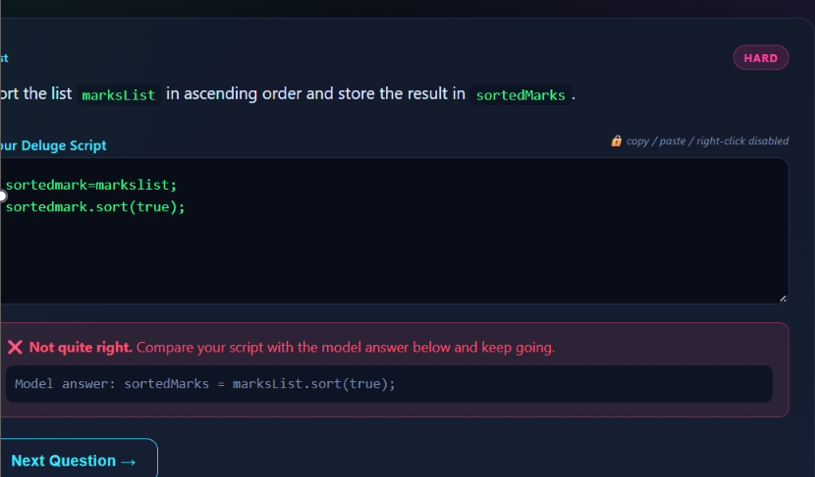 st
HARD
ort the list marksList in ascending order and store the result in sortedMarks.
our Deluge Script
🔒 copy / paste / right-click disabled
sortedmark=markslist;
sortedmark.sort(true);
❌ Not quite right. Compare your script with the model answer below and keep going.
Model answer: sortedMarks = marksList.sort(true);
Next Question →